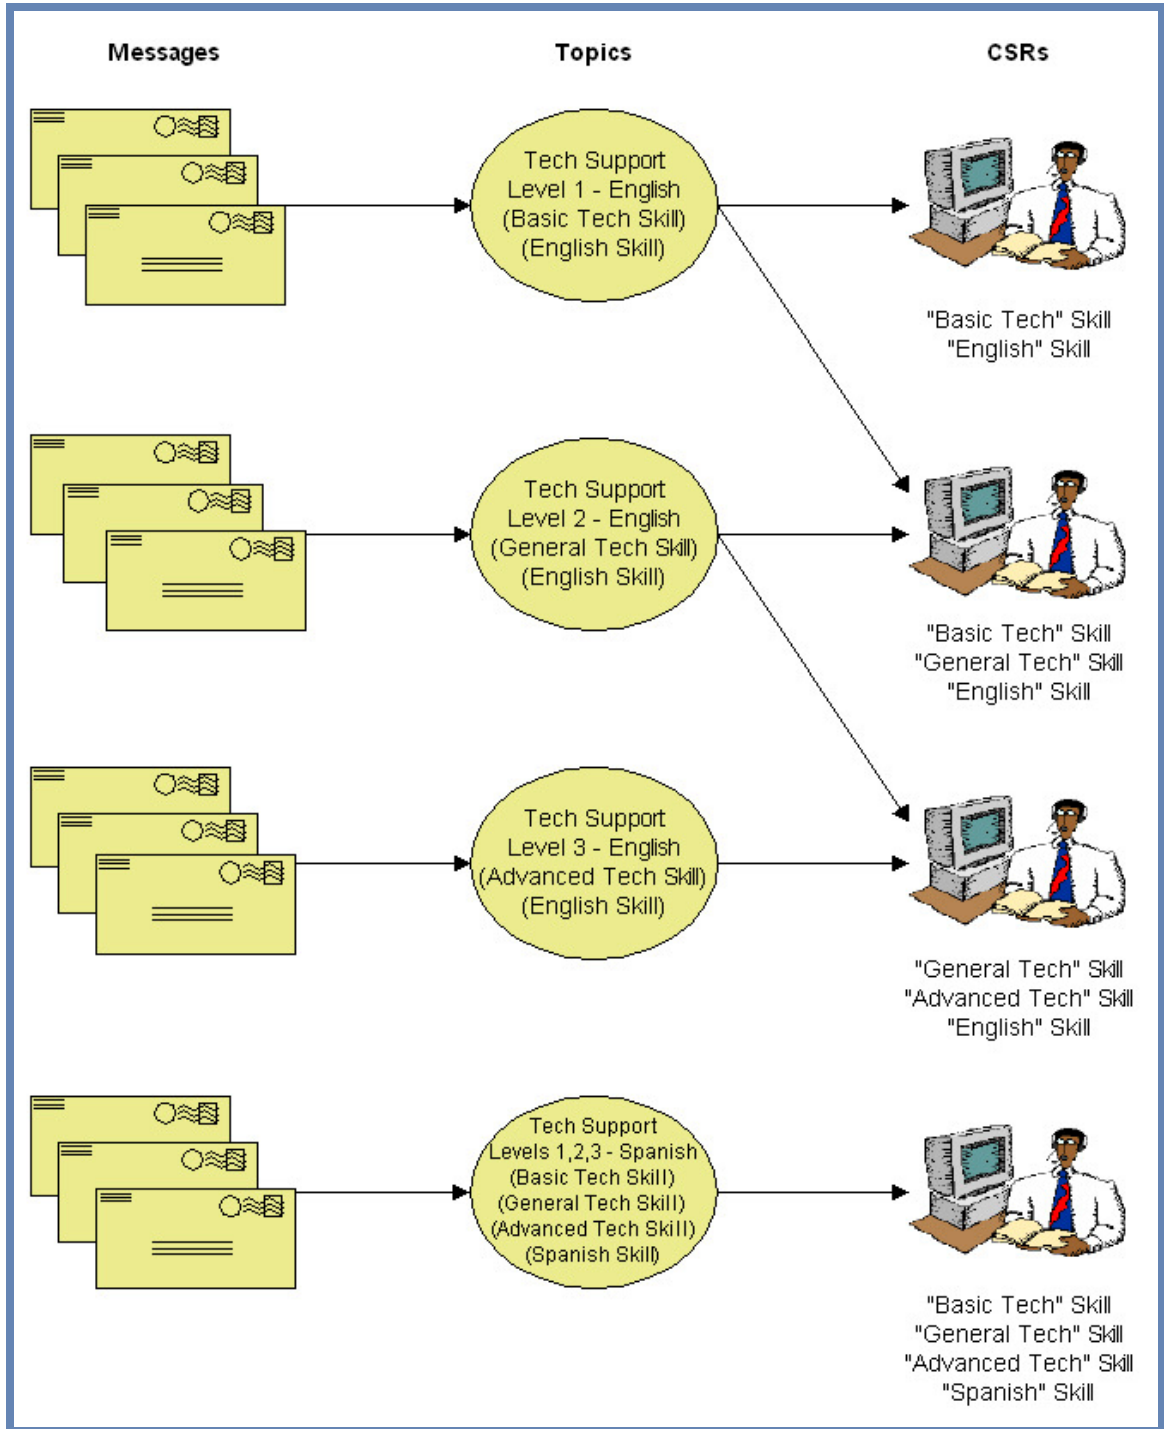 Messages
Topics
CSRs
Tech Support
Level 1 - English
(Basic Tech Skill)
(English Skill)
"Basic Tech" Skill
"English" Skill
Tech Support
Level 2 - English
(General Tech Skill)
(English Skill)
"Basic Tech" Skill
"General Tech" Skill
"English" Skill
Tech Support
Level 3 - English
(Advanced Tech Skill)
(English Skill)
"General Tech" Skill
"Advanced Tech" Skill
"English" Skill
Tech Support
Levels 1,2,3 - Spanish
(Basic Tech Skill)
(General Tech Skill)
(Advanced Tech Skill)
(Spanish Skill)
"Basic Tech" Skill
"General Tech" Skill
"Advanced Tech" Skill
"Spanish" Skill